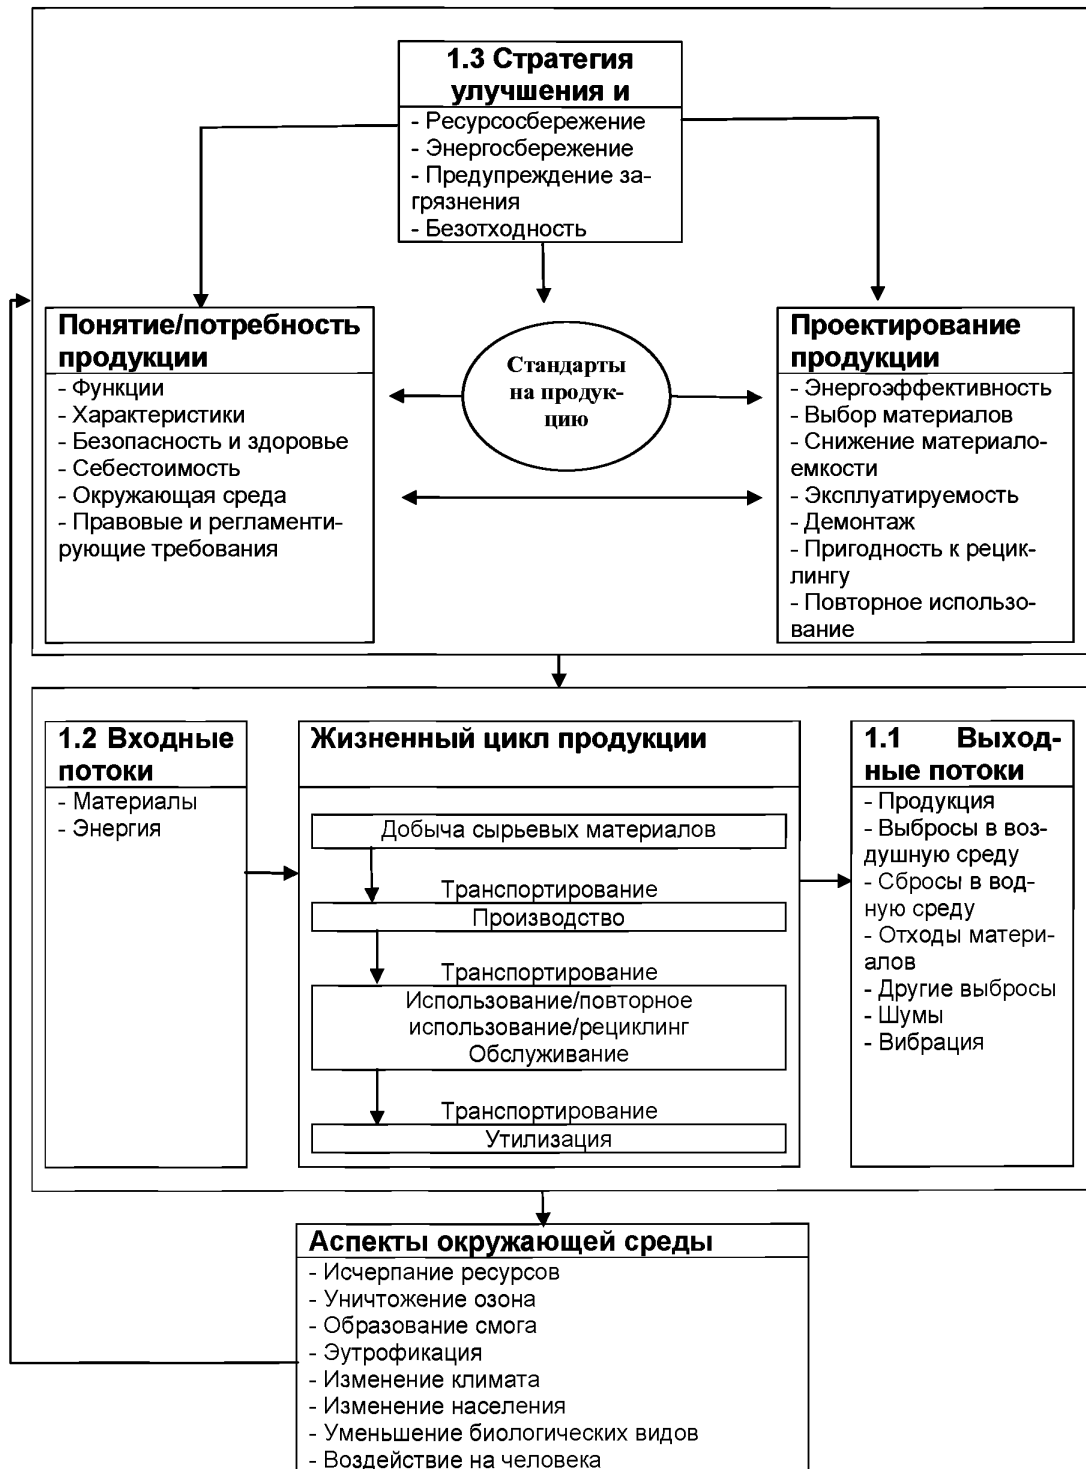 1.3 Стратегия
улучшения и
- Ресурсосбережение
- Энергосбережение
- Предупреждение за-
грязнения
- Безотходность
Понятие/потребность
продукции
- Функции
- Характеристики
- Безопасность и здоровье
- Себестоимость
- Окружающая среда
- Правовые и регламенти-
рующие требования
Стандарты
на продук-
цию
Проектирование
продукции
- Энергоэффективность
- Выбор материалов
- Снижение материало-
емкости
- Эксплуатируемость
- Демонтаж
- Пригодность к рецик-
лингу
- Повторное использо-
вание
1.2 Входные
потоки
- Материалы
- Энергия
Жизненный цикл продукции
Добыча сырьевых материалов
Транспортирование
Производство
Транспортирование
Использование/повторное
использование/рециклинг
Обслуживание
Транспортирование
Утилизация
1.1 Выход-
ные потоки
- Продукция
- Выбросы в воз-
душную среду
- Сбросы в вод-
ную среду
- Отходы матери-
алов
- Другие выбросы
- Шумы
- Вибрация
Аспекты окружающей среды
- Исчерпание ресурсов
- Уничтожение озона
- Образование смога
- Эутрофикация
- Изменение климата
- Изменение населения
- Уменьшение биологических видов
- Воздействие на человека